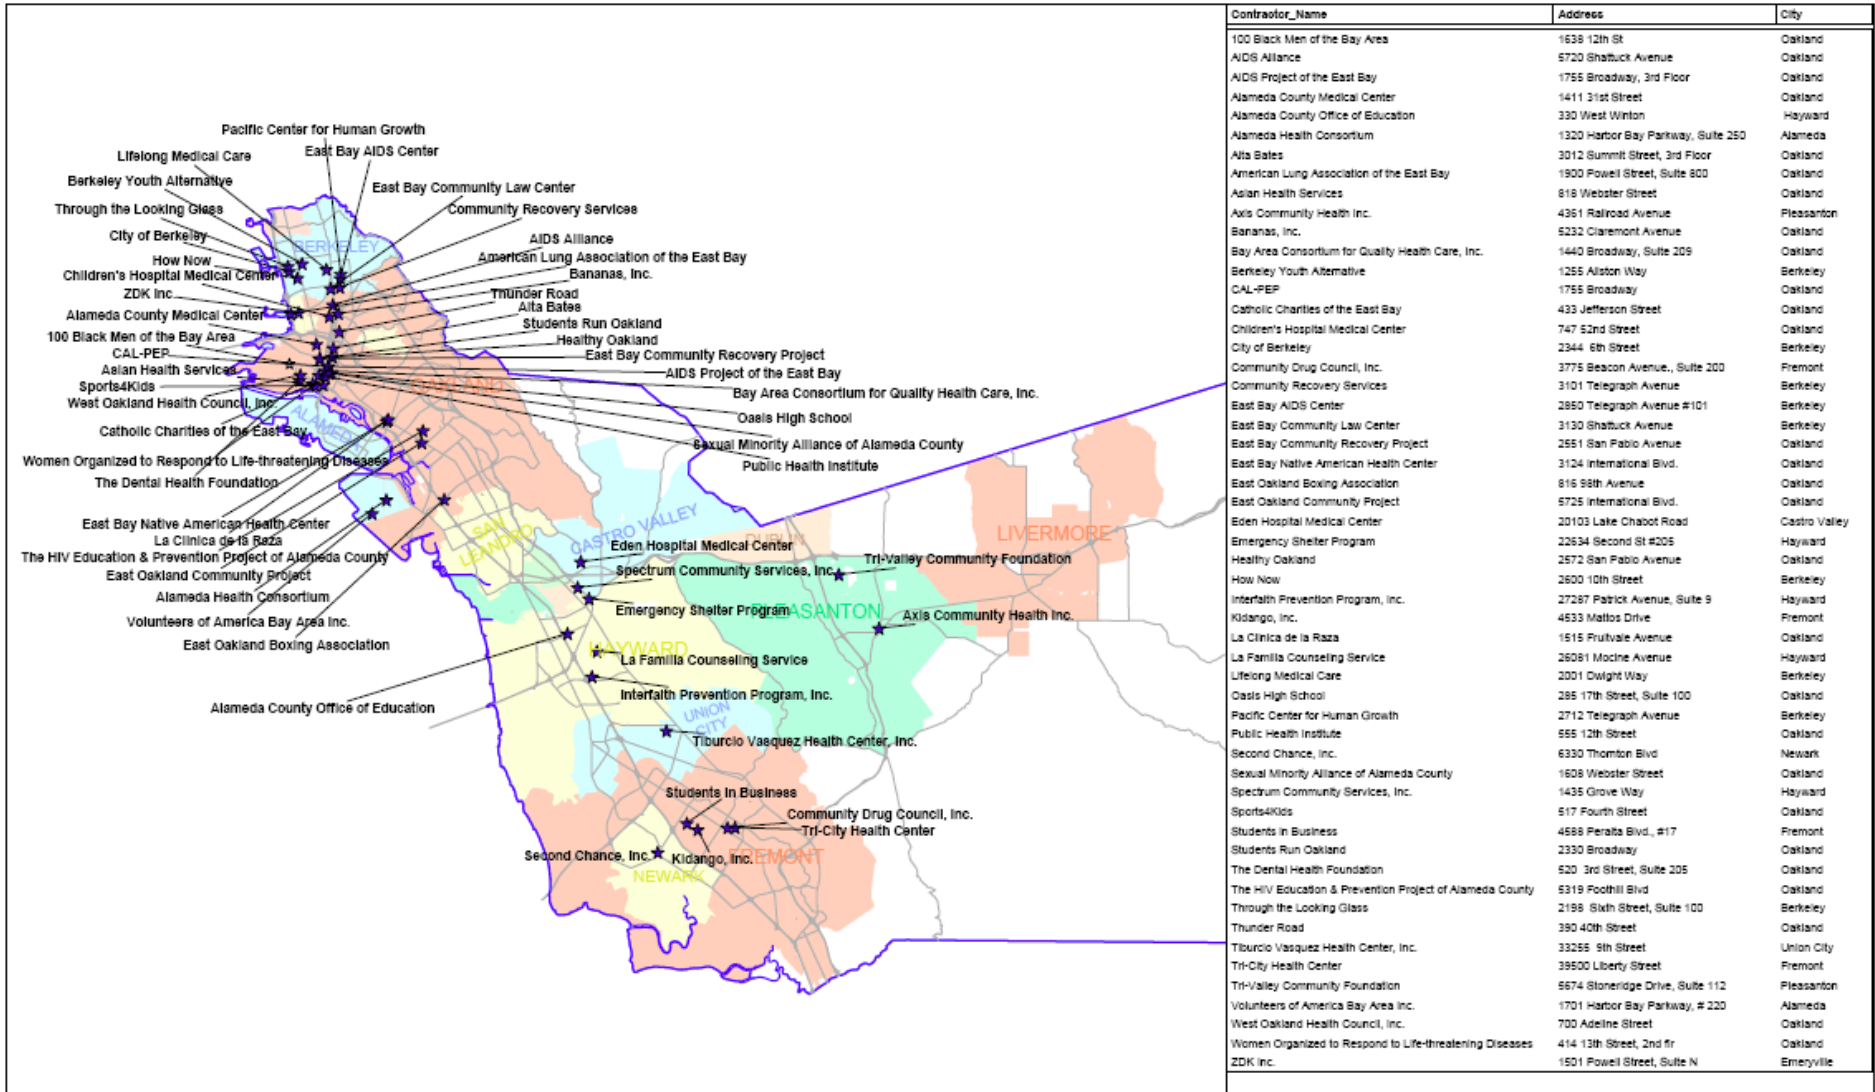 Pacific Center for Human Growth
East Bay AIDS Center
Lifelong Medical Care
Berkeley Youth Alternative
East Bay Community Law Center
Through the Looking Glass
Community Recovery Services
City of Berkeley
BERKELEY
AIDS Alliance
How Now
American Lung Association of the East Bay
Children's Hospital Medical Center
Bananas, Inc.
ZDK Inc.
Thunder Road
Alameda County Medical Center
Alta Bates
100 Black Men of the Bay Area
Students Run Oakland
Healthy Oakland
CAL-PEP
East Bay Community Recovery Project
Asian Health Services
AIDS Project of the East Bay
Sports4Kids
OAKLAND
Bay Area Consortium for Quality Health Care, Inc.
West Oakland Health Council, Inc.
Oasis High School
ALAMEDA
Catholic Charities of the East Bay
Sexual Minority Alliance of Alameda County
Women Organized to Respond to Life-threatening Diseases
Public Health Institute
The Dental Health Foundation
East Bay Native American Health Center
La Clinica de la Raza
The HIV Education & Prevention Project of Alameda County
East Oakland Community Project
Alameda Health Consortium
Volunteers of America Bay Area Inc.
East Oakland Boxing Association
SAN
LEANDRO
CASTRO VALLEY
DUBLIN
LIVERMORE
Eden Hospital Medical Center
Tri-Valley Community Foundation
Spectrum Community Services, Inc.
Emergency Shelter Program
PLEASANTON
Axis Community Health Inc.
HAYWARD
La Familia Counseling Service
Interfaith Prevention Program, Inc.
Alameda County Office of Education
UNION
CITY
Tiburcio Vasquez Health Center, Inc.
Students In Business
Community Drug Council, Inc.
Tri-City Health Center
Second Chance, Inc.
Kidango, Inc.
FREMONT
NEWARK
Contractor_Name Address City
100 Black Men of the Bay Area 1638 12th St Oakland
AIDS Alliance 5720 Shattuck Avenue Oakland
AIDS Project of the East Bay 1755 Broadway, 3rd Floor Oakland
Alameda County Medical Center 1411 31st Street Oakland
Alameda County Office of Education 330 West Winton Hayward
Alameda Health Consortium 1320 Harbor Bay Parkway, Suite 250 Alameda
Alta Bates 3012 Summit Street, 3rd Floor Oakland
American Lung Association of the East Bay 1900 Powell Street, Suite 800 Oakland
Asian Health Services 818 Webster Street Oakland
Axis Community Health Inc. 4361 Railroad Avenue Pleasanton
Bananas, Inc. 5232 Claremont Avenue Oakland
Bay Area Consortium for Quality Health Care, Inc. 1440 Broadway, Suite 209 Oakland
Berkeley Youth Alternative 1255 Allston Way Berkeley
CAL-PEP 1755 Broadway Oakland
Catholic Charities of the East Bay 433 Jefferson Street Oakland
Children's Hospital Medical Center 747 52nd Street Oakland
City of Berkeley 2344 6th Street Berkeley
Community Drug Council, Inc. 3775 Beacon Avenue., Suite 200 Fremont
Community Recovery Services 3101 Telegraph Avenue Berkeley
East Bay AIDS Center 2850 Telegraph Avenue #101 Berkeley
East Bay Community Law Center 3130 Shattuck Avenue Berkeley
East Bay Community Recovery Project 2551 San Pablo Avenue Oakland
East Bay Native American Health Center 3124 International Blvd. Oakland
East Oakland Boxing Association 816 98th Avenue Oakland
East Oakland Community Project 5725 International Blvd. Oakland
Eden Hospital Medical Center 20103 Lake Chabot Road Castro Valley
Emergency Shelter Program 22634 Second St #205 Hayward
Healthy Oakland 2572 San Pablo Avenue Oakland
How Now 2600 10th Street Berkeley
Interfaith Prevention Program, Inc. 27287 Patrick Avenue, Suite 9 Hayward
Kidango, Inc. 4533 Mattos Drive Fremont
La Clinica de la Raza 1515 Fruitvale Avenue Oakland
La Familia Counseling Service 26081 Mocine Avenue Hayward
Lifelong Medical Care 2001 Dwight Way Berkeley
Oasis High School 285 17th Street, Suite 100 Oakland
Pacific Center for Human Growth 2712 Telegraph Avenue Berkeley
Public Health Institute 555 12th Street Oakland
Second Chance, Inc. 6330 Thornton Blvd Newark
Sexual Minority Alliance of Alameda County 1608 Webster Street Oakland
Spectrum Community Services, Inc. 1435 Grove Way Hayward
Sports4Kids 517 Fourth Street Oakland
Students In Business 4588 Peralta Blvd., #17 Fremont
Students Run Oakland 2330 Broadway Oakland
The Dental Health Foundation 520 3rd Street, Suite 205 Oakland
The HIV Education & Prevention Project of Alameda County 5319 Foothill Blvd Oakland
Through the Looking Glass 2198 Sixth Street, Suite 100 Berkeley
Thunder Road 390 40th Street Oakland
Tiburcio Vasquez Health Center, Inc. 33255 9th Street Union City
Tri-City Health Center 39500 Liberty Street Fremont
Tri-Valley Community Foundation 5674 Stoneridge Drive, Suite 112 Pleasanton
Volunteers of America Bay Area Inc. 1701 Harbor Bay Parkway, # 220 Alameda
West Oakland Health Council, Inc. 700 Adeline Street Oakland
Women Organized to Respond to Life-threatening Diseases 414 13th Street, 2nd flr Oakland
ZDK Inc. 1501 Powell Street, Suite N Emeryville